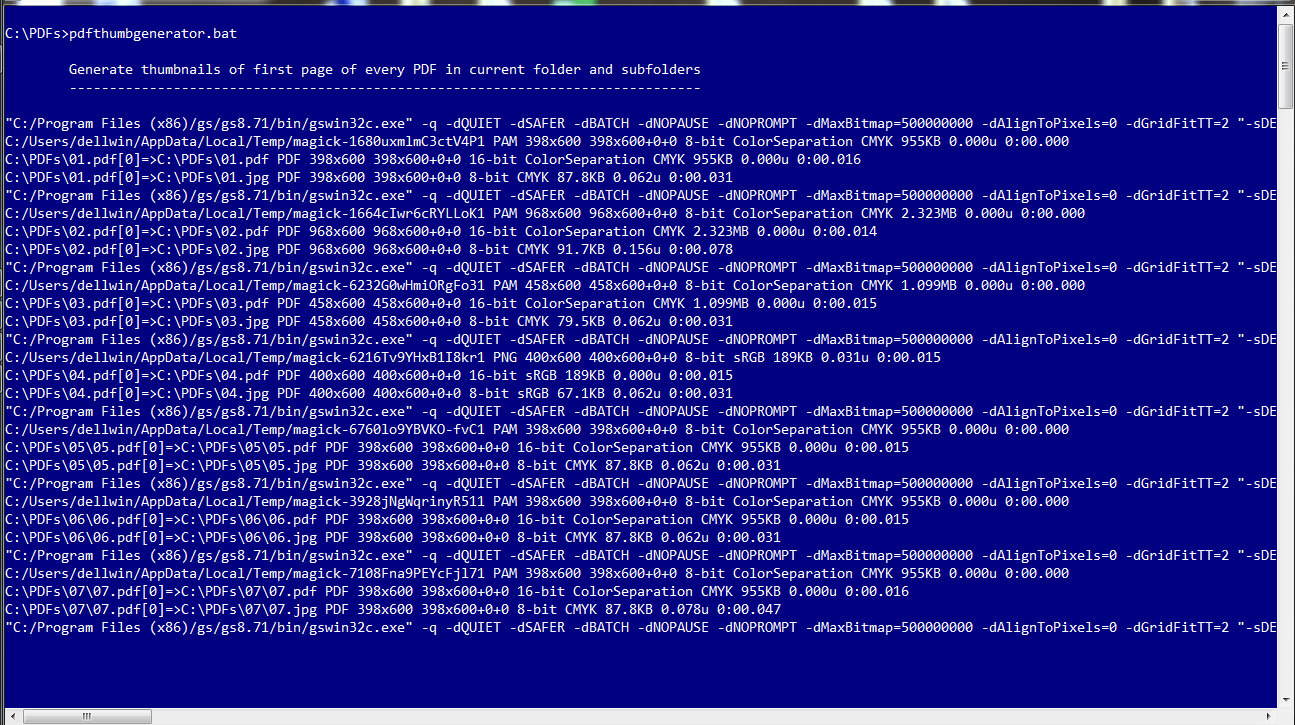 C:\PDFs>pdfthumbgenerator.bat
Generate thumbnails of first page of every PDF in current folder and subfolders
-------------------------------------------------------------------------------
"C:/Program Files (x86)/gs/gs8.71/bin/gswin32c.exe" -q -dQUIET -dSAFER -dBATCH -dNOPAUSE -dNOPROMPT -dMaxBitmap=500000000 -dAlignToPixels=0 -dGridFitTT=2 "-sDE
C:/Users/dellwin/AppData/Local/Temp/magick-1680uxmlmC3ctV4P1 PAM 398x600 398x600+0+0 8-bit ColorSeparation CMYK 955KB 0.000u 0:00.000
C:\PDFs\01.pdf[0]=>C:\PDFs\01.pdf PDF 398x600 398x600+0+0 16-bit ColorSeparation CMYK 955KB 0.000u 0:00.016
C:\PDFs\01.pdf[0]=>C:\PDFs\01.jpg PDF 398x600 398x600+0+0 8-bit CMYK 87.8KB 0.062u 0:00.031
"C:/Program Files (x86)/gs/gs8.71/bin/gswin32c.exe" -q -dQUIET -dSAFER -dBATCH -dNOPAUSE -dNOPROMPT -dMaxBitmap=500000000 -dAlignToPixels=0 -dGridFitTT=2 "-sDE
C:/Users/dellwin/AppData/Local/Temp/magick-1664cIwr6cRYLLoK1 PAM 968x600 968x600+0+0 8-bit ColorSeparation CMYK 2.323MB 0.000u 0:00.000
C:\PDFs\02.pdf[0]=>C:\PDFs\02.pdf PDF 968x600 968x600+0+0 16-bit ColorSeparation CMYK 2.323MB 0.000u 0:00.014
C:\PDFs\02.pdf[0]=>C:\PDFs\02.jpg PDF 968x600 968x600+0+0 8-bit CMYK 91.7KB 0.156u 0:00.078
"C:/Program Files (x86)/gs/gs8.71/bin/gswin32c.exe" -q -dQUIET -dSAFER -dBATCH -dNOPAUSE -dNOPROMPT -dMaxBitmap=500000000 -dAlignToPixels=0 -dGridFitTT=2 "-sDE
C:/Users/dellwin/AppData/Local/Temp/magick-6232G0wHmiORgFo31 PAM 458x600 458x600+0+0 8-bit ColorSeparation CMYK 1.099MB 0.000u 0:00.000
C:\PDFs\03.pdf[0]=>C:\PDFs\03.pdf PDF 458x600 458x600+0+0 16-bit ColorSeparation CMYK 1.099MB 0.000u 0:00.015
C:\PDFs\03.pdf[0]=>C:\PDFs\03.jpg PDF 458x600 458x600+0+0 8-bit CMYK 79.5KB 0.062u 0:00.031
"C:/Program Files (x86)/gs/gs8.71/bin/gswin32c.exe" -q -dQUIET -dSAFER -dBATCH -dNOPAUSE -dNOPROMPT -dMaxBitmap=500000000 -dAlignToPixels=0 -dGridFitTT=2 "-sDE
C:/Users/dellwin/AppData/Local/Temp/magick-6216Tv9YHxB1I8kr1 PNG 400x600 400x600+0+0 8-bit sRGB 189KB 0.031u 0:00.015
C:\PDFs\04.pdf[0]=>C:\PDFs\04.pdf PDF 400x600 400x600+0+0 16-bit sRGB 189KB 0.000u 0:00.015
C:\PDFs\04.pdf[0]=>C:\PDFs\04.jpg PDF 400x600 400x600+0+0 8-bit sRGB 67.1KB 0.062u 0:00.031
"C:/Program Files (x86)/gs/gs8.71/bin/gswin32c.exe" -q -dQUIET -dSAFER -dBATCH -dNOPAUSE -dNOPROMPT -dMaxBitmap=500000000 -dAlignToPixels=0 -dGridFitTT=2 "-sDE
C:/Users/dellwin/AppData/Local/Temp/magick-6760lo9YBVKO-fvC1 PAM 398x600 398x600+0+0 8-bit ColorSeparation CMYK 955KB 0.000u 0:00.000
C:\PDFs\05\05.pdf[0]=>C:\PDFs\05\05.pdf PDF 398x600 398x600+0+0 16-bit ColorSeparation CMYK 955KB 0.000u 0:00.015
C:\PDFs\05\05.pdf[0]=>C:\PDFs\05\05.jpg PDF 398x600 398x600+0+0 8-bit CMYK 87.8KB 0.062u 0:00.031
"C:/Program Files (x86)/gs/gs8.71/bin/gswin32c.exe" -q -dQUIET -dSAFER -dBATCH -dNOPAUSE -dNOPROMPT -dMaxBitmap=500000000 -dAlignToPixels=0 -dGridFitTT=2 "-sDE
C:/Users/dellwin/AppData/Local/Temp/magick-3928jNgWqrinyR511 PAM 398x600 398x600+0+0 8-bit ColorSeparation CMYK 955KB 0.000u 0:00.000
C:\PDFs\06\06.pdf[0]=>C:\PDFs\06\06.pdf PDF 398x600 398x600+0+0 16-bit ColorSeparation CMYK 955KB 0.000u 0:00.015
C:\PDFs\06\06.pdf[0]=>C:\PDFs\06\06.jpg PDF 398x600 398x600+0+0 8-bit CMYK 87.8KB 0.062u 0:00.031
"C:/Program Files (x86)/gs/gs8.71/bin/gswin32c.exe" -q -dQUIET -dSAFER -dBATCH -dNOPAUSE -dNOPROMPT -dMaxBitmap=500000000 -dAlignToPixels=0 -dGridFitTT=2 "-sDE
C:/Users/dellwin/AppData/Local/Temp/magick-7108Fna9PEYcFjl71 PAM 398x600 398x600+0+0 8-bit ColorSeparation CMYK 955KB 0.000u 0:00.000
C:\PDFs\07\07.pdf[0]=>C:\PDFs\07\07.pdf PDF 398x600 398x600+0+0 16-bit ColorSeparation CMYK 955KB 0.000u 0:00.016
C:\PDFs\07\07.pdf[0]=>C:\PDFs\07\07.jpg PDF 398x600 398x600+0+0 8-bit CMYK 87.8KB 0.078u 0:00.047
"C:/Program Files (x86)/gs/gs8.71/bin/gswin32c.exe" -q -dQUIET -dSAFER -dBATCH -dNOPAUSE -dNOPROMPT -dMaxBitmap=500000000 -dAlignToPixels=0 -dGridFitTT=2 "-sDE